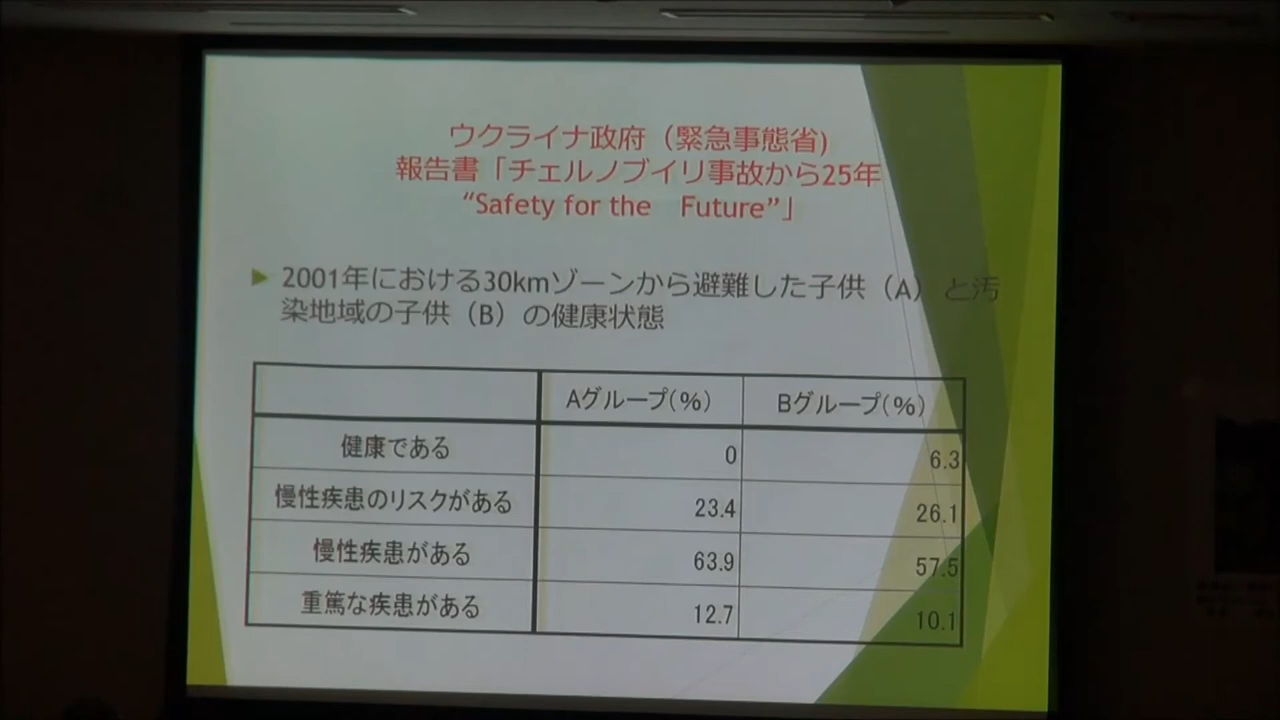 ウクライナ政府（緊急事態省)
報告書「チェルノブイリ事故から25年
“Safety for the　Future”」
2001年における30kmゾーンから避難した子供（A）と汚
染地域の子供（B）の健康状態
Aグループ(%) Bグループ(%)
健康である 0 6.3
慢性疾患のリスクがある 23.4 26.1
慢性疾患がある 63.9 57.5
重篤な疾患がある 12.7 10.1